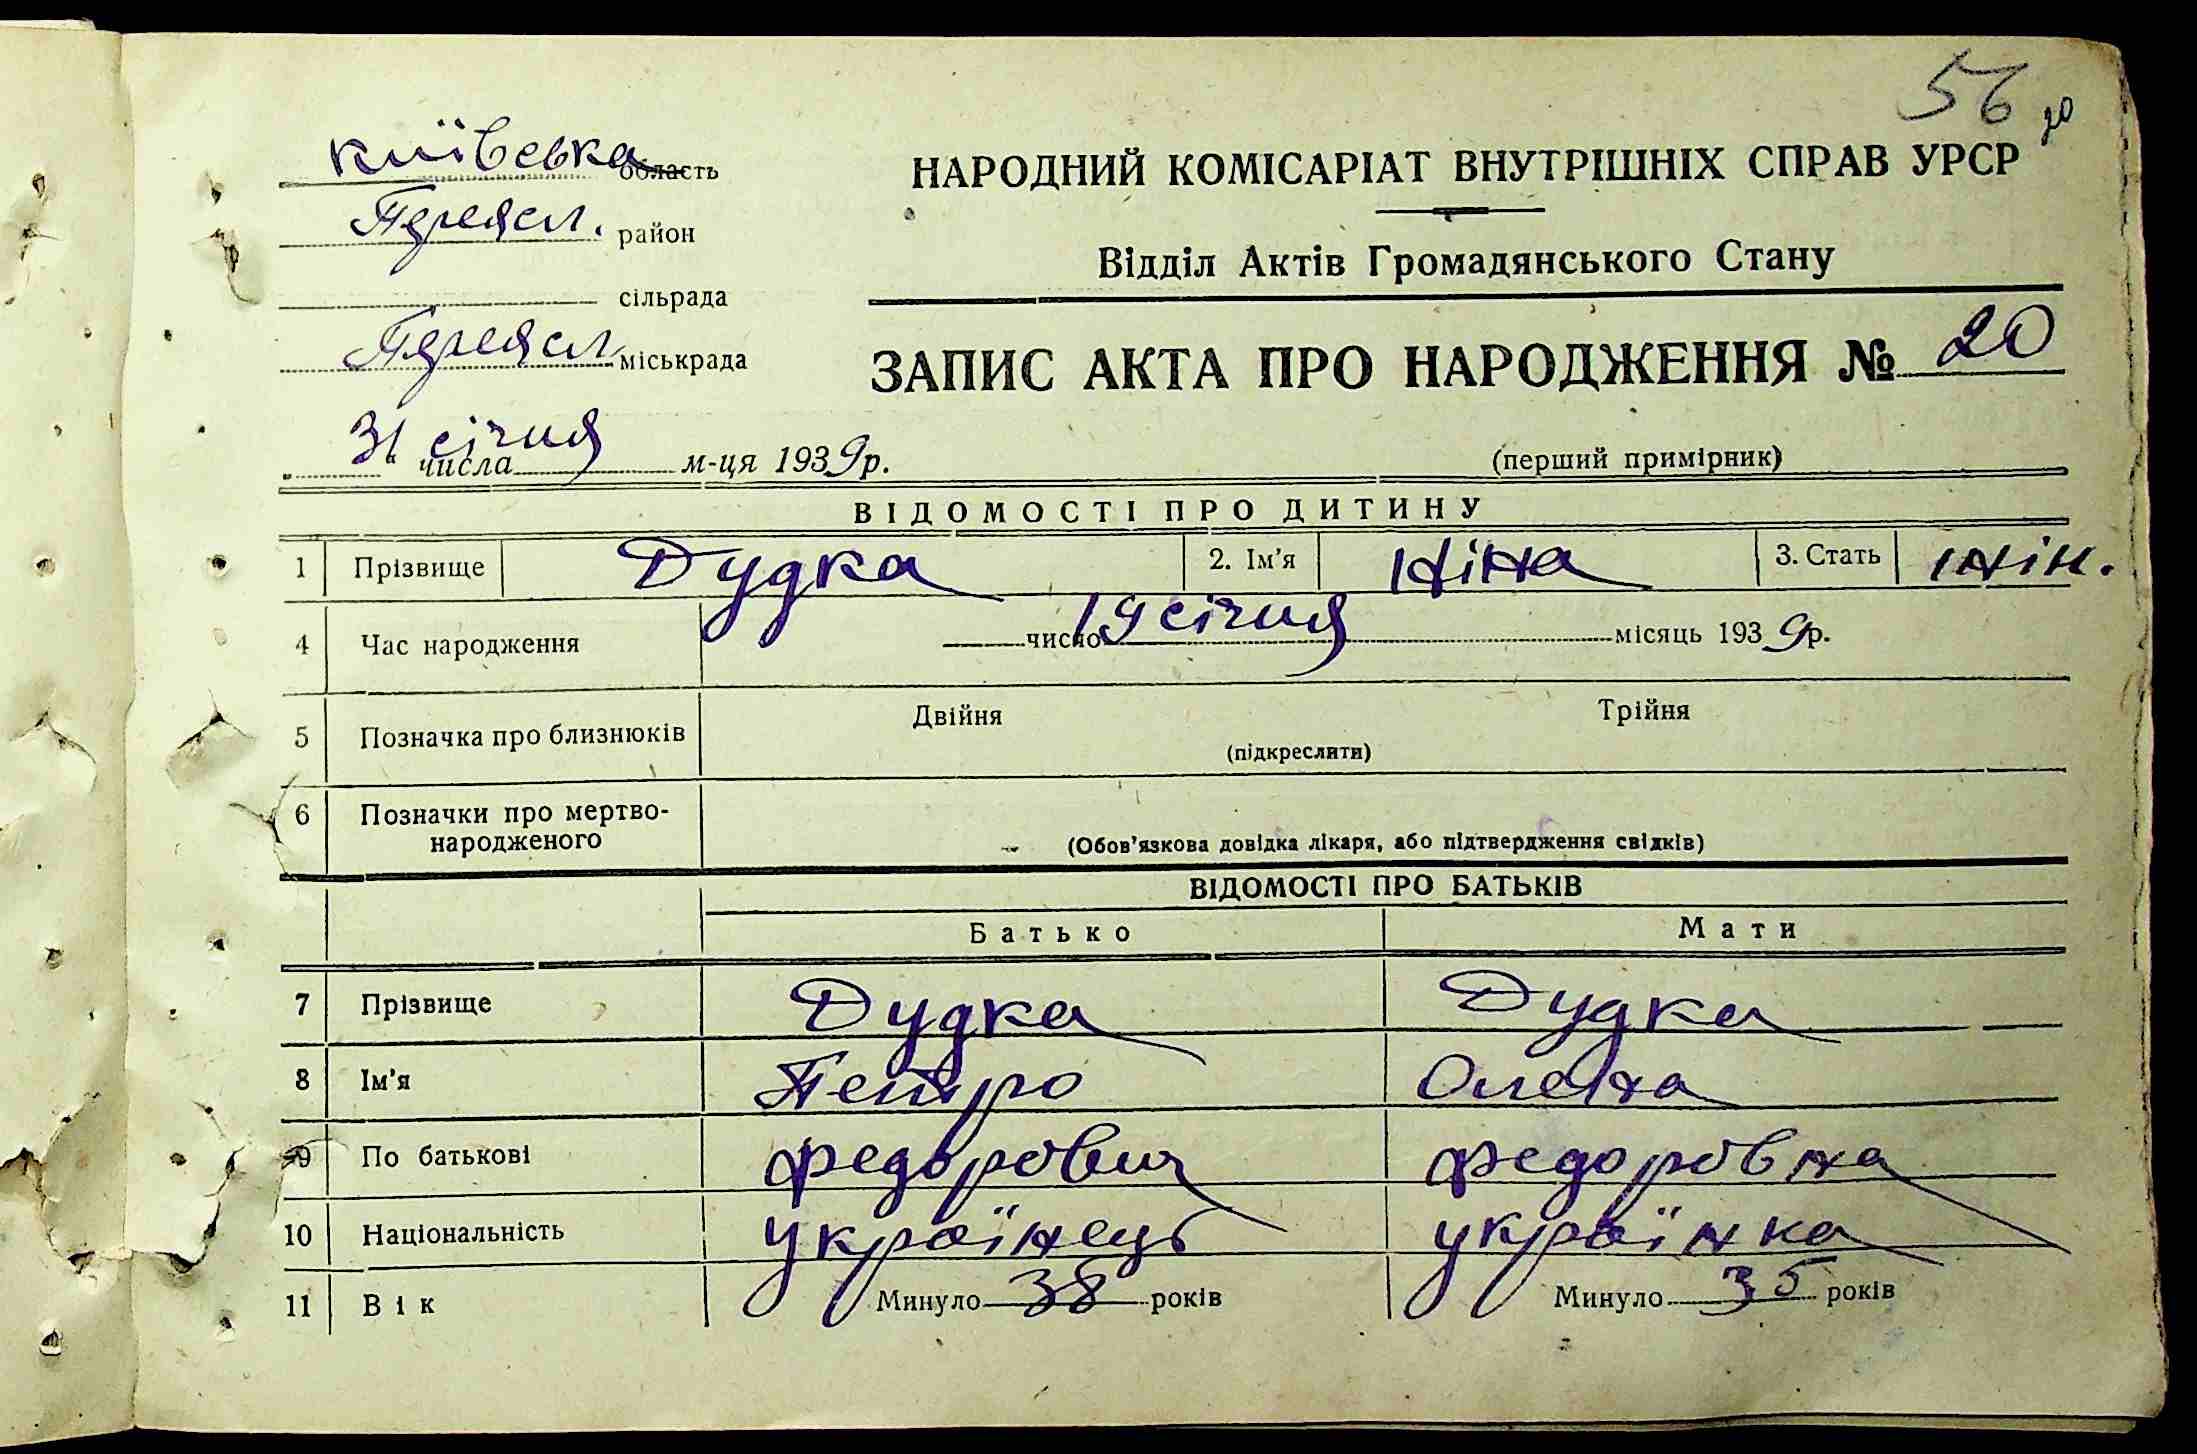 56
20
Київська область
НАРОДНИЙ КОМІСАРІАТ ВНУТРІШНІХ СПРАВ УРСР
Переясл. район
Відділ Актів Громадянського Стану
сільрада
Переясл міськрада
ЗАПИС АКТА ПРО НАРОДЖЕННЯ № 20
31 " числа січня м-ця 1939р.
(перший примірник)
ВІДОМОСТІ ПРО ДИТИНУ
1 Прізвище Дудка 2. Ім'я Ніна 3. Стать жін.
4 Час народження число 19 січня місяць 1939р.
5 Позначка про близнюків Двійня Трійня
(підкреслити)
6 Позначки про мертво-
народженого
(Обов'язкова довідка лікаря, або підтвердження свідків)
ВІДОМОСТІ ПРО БАТЬКІВ
Батько Мати
7 Прізвище Дудка Дудка
8 Ім'я Петро Олена
9 По батькові Федорович Федоровна
10 Національність українець українка
11 Вік Минуло 38 років Минуло 35 років